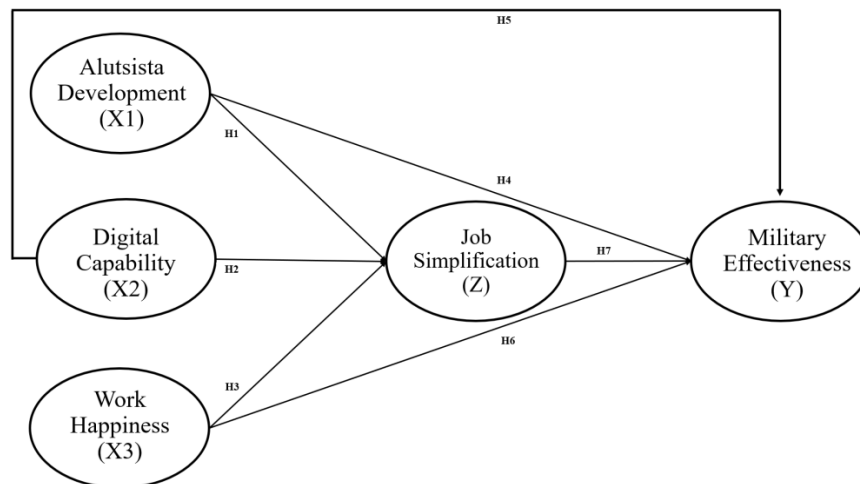 H5
Alutsista
Development
(X1)
H1
H4
Digital
Capability
(X2)
H2
Job
Simplification
(Z)
H7
Military
Effectiveness
(Y)
H6
H3
Work
Happiness
(X3)